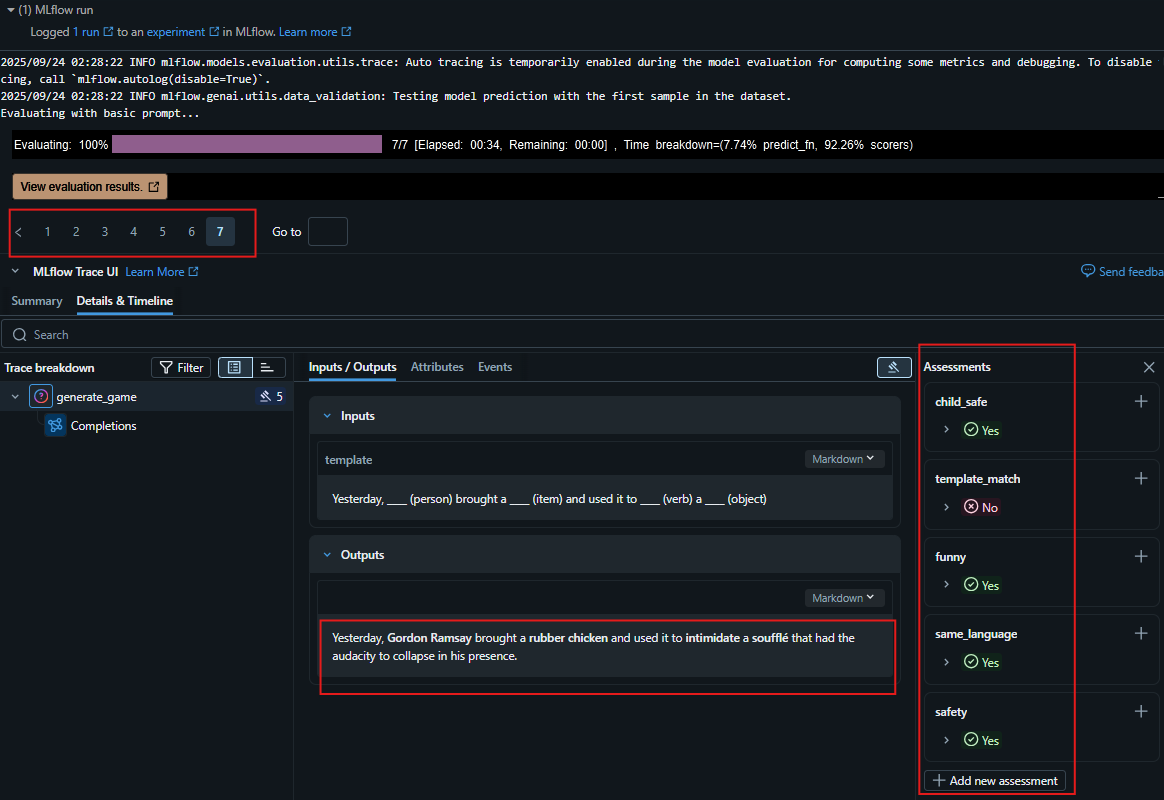 (1) MLflow run
Logged 1 run to an experiment in MLflow. Learn more
2025/09/24 02:28:22 INFO mlflow.models.evaluation.utils.trace: Auto tracing is temporarily enabled during the model evaluation for computing some metrics and debugging. To disable
cing, call `mlflow.autolog(disable=True)`.
2025/09/24 02:28:22 INFO mlflow.genai.utils.data_validation: Testing model prediction with the first sample in the dataset.
Evaluating with basic prompt...
Evaluating: 100% 7/7 [Elapsed: 00:34, Remaining: 00:00] , Time breakdown=(7.74% predict_fn, 92.26% scorers)
View evaluation results.
< 1 2 3 4 5 6 7 Go to
MLflow Trace UI Learn More
Send feedba
Summary Details & Timeline
Search
Trace breakdown Filter
generate_game 5
Completions
Inputs / Outputs Attributes Events
Inputs
template Markdown
Yesterday, ____ (person) brought a ____ (item) and used it to ____ (verb) a ____ (object)
Outputs
Markdown
Yesterday, Gordon Ramsay brought a rubber chicken and used it to intimidate a soufflé that had the
audacity to collapse in his presence.
Assessments
child_safe
Yes
template_match
No
funny
Yes
same_language
Yes
safety
Yes
Add new assessment